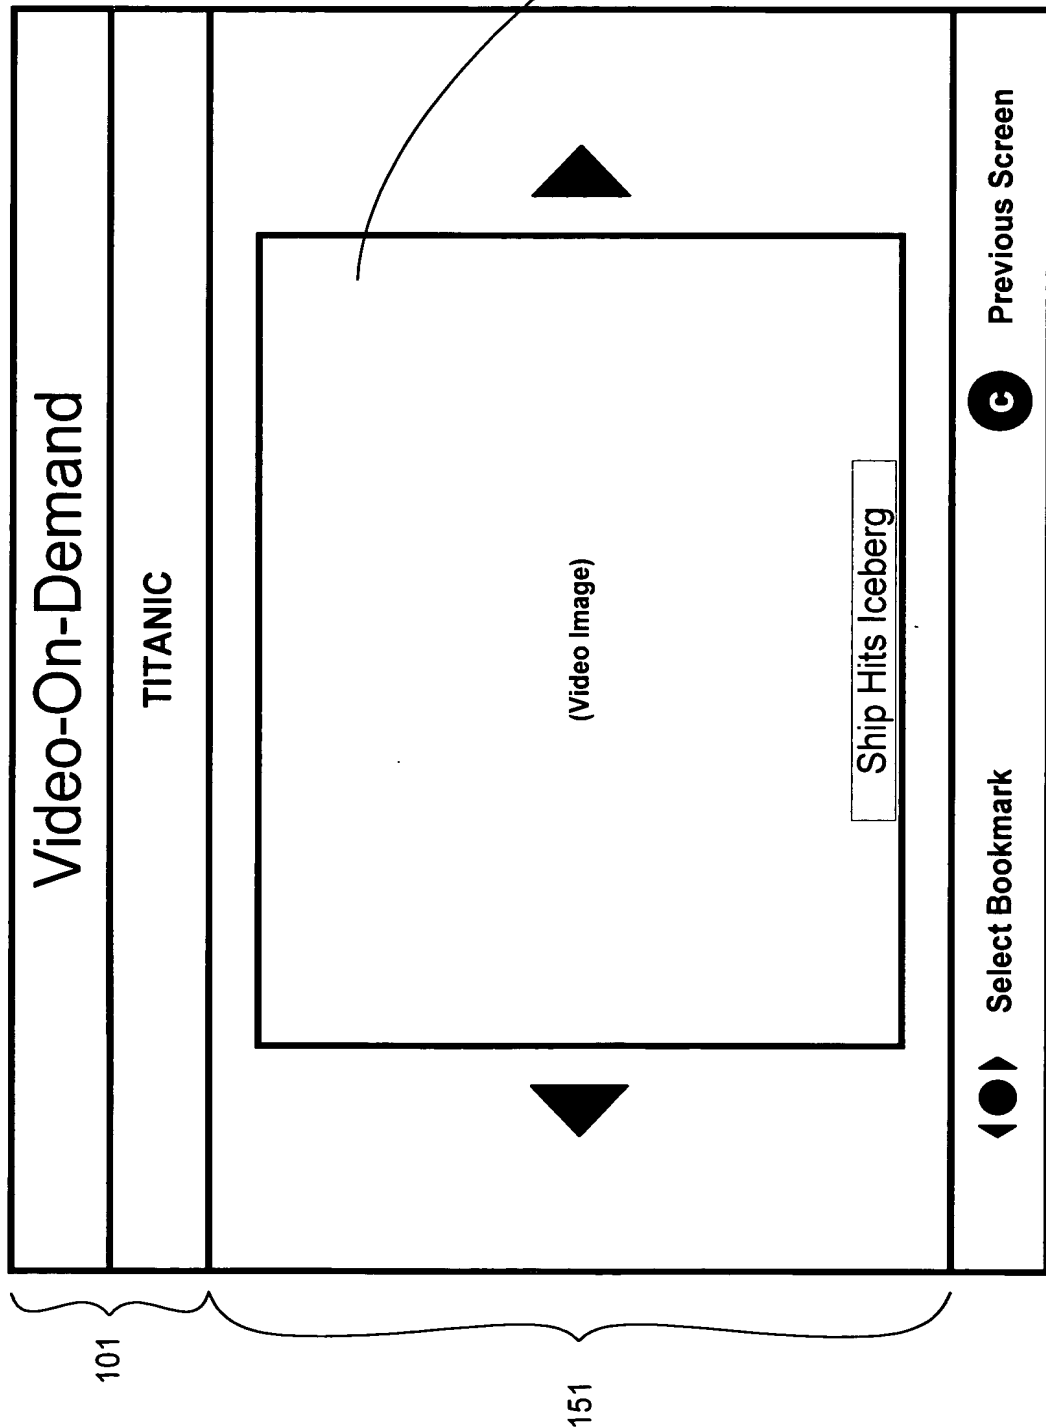 Video-On-Demand
TITANIC
(Video Image)
Ship Hits Iceberg
Select Bookmark
C Previous Screen
101
151